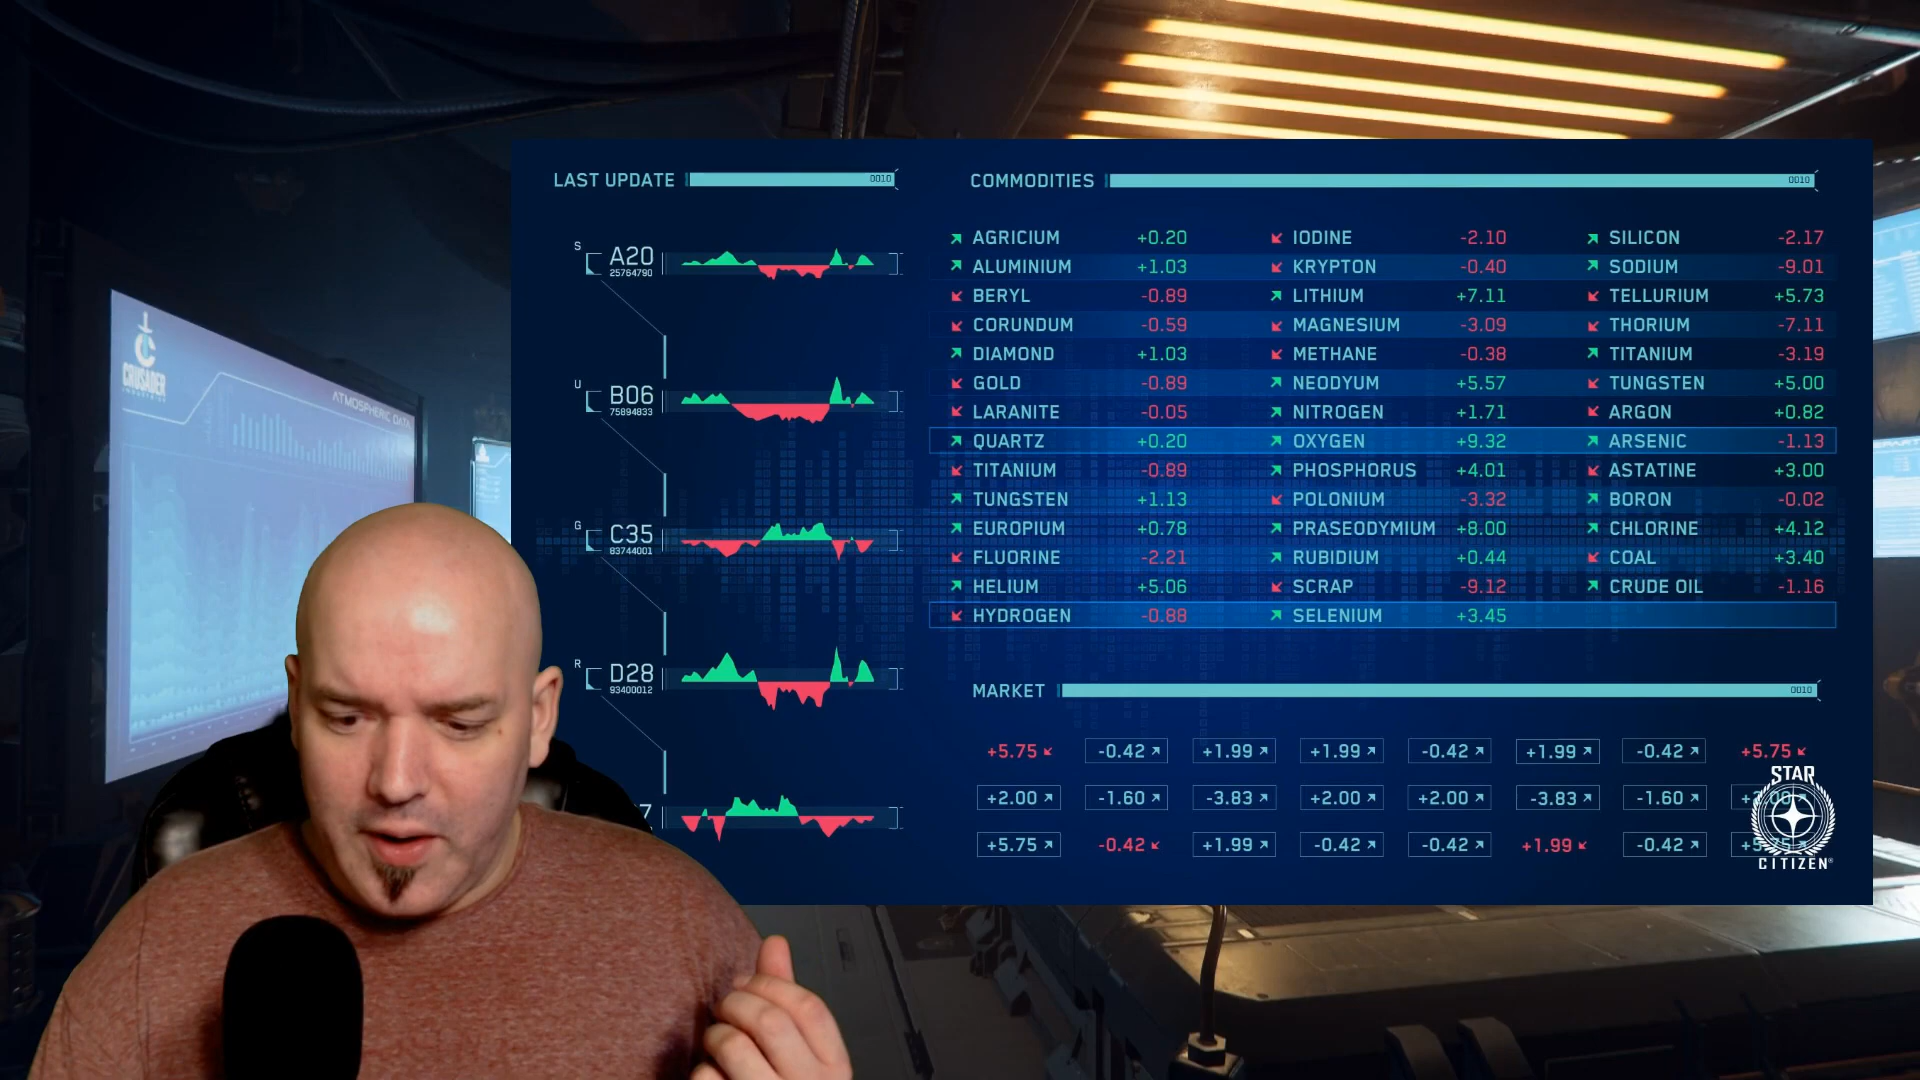 LAST UPDATE 0010
COMMODITIES 0010
S
A20
25764790
U
B06
75894833
G
C35
83744001
R
D28
93400012
7
AGRICIUM +0.20 IODINE -2.10 SILICON -2.17
ALUMINIUM +1.03 KRYPTON -0.40 SODIUM -9.01
BERYL -0.89 LITHIUM +7.11 TELLURIUM +5.73
CORUNDUM -0.59 MAGNESIUM -3.09 THORIUM -7.11
DIAMOND +1.03 METHANE -0.38 TITANIUM -3.19
GOLD -0.89 NEODYUM +5.57 TUNGSTEN +5.00
LARANITE -0.05 NITROGEN +1.71 ARGON +0.82
QUARTZ +0.20 OXYGEN +9.32 ARSENIC -1.13
TITANIUM -0.89 PHOSPHORUS +4.01 ASTATINE +3.00
TUNGSTEN +1.13 POLONIUM -3.32 BORON -0.02
EUROPIUM +0.78 PRASEODYMIUM +8.00 CHLORINE +4.12
FLUORINE -2.21 RUBIDIUM +0.44 COAL +3.40
HELIUM +5.06 SCRAP -9.12 CRUDE OIL -1.16
HYDROGEN -0.88 SELENIUM +3.45
MARKET 0010
+5.75 -0.42 +1.99 +1.99 -0.42 +1.99 -0.42 +5.75
+2.00 -1.60 -3.83 +2.00 +2.00 -3.83 -1.60
+5.75 -0.42 +1.99 -0.42 -0.42 +1.99 -0.42
STAR
CITIZEN
CRUSADER
ATMOSPHERIC DATA